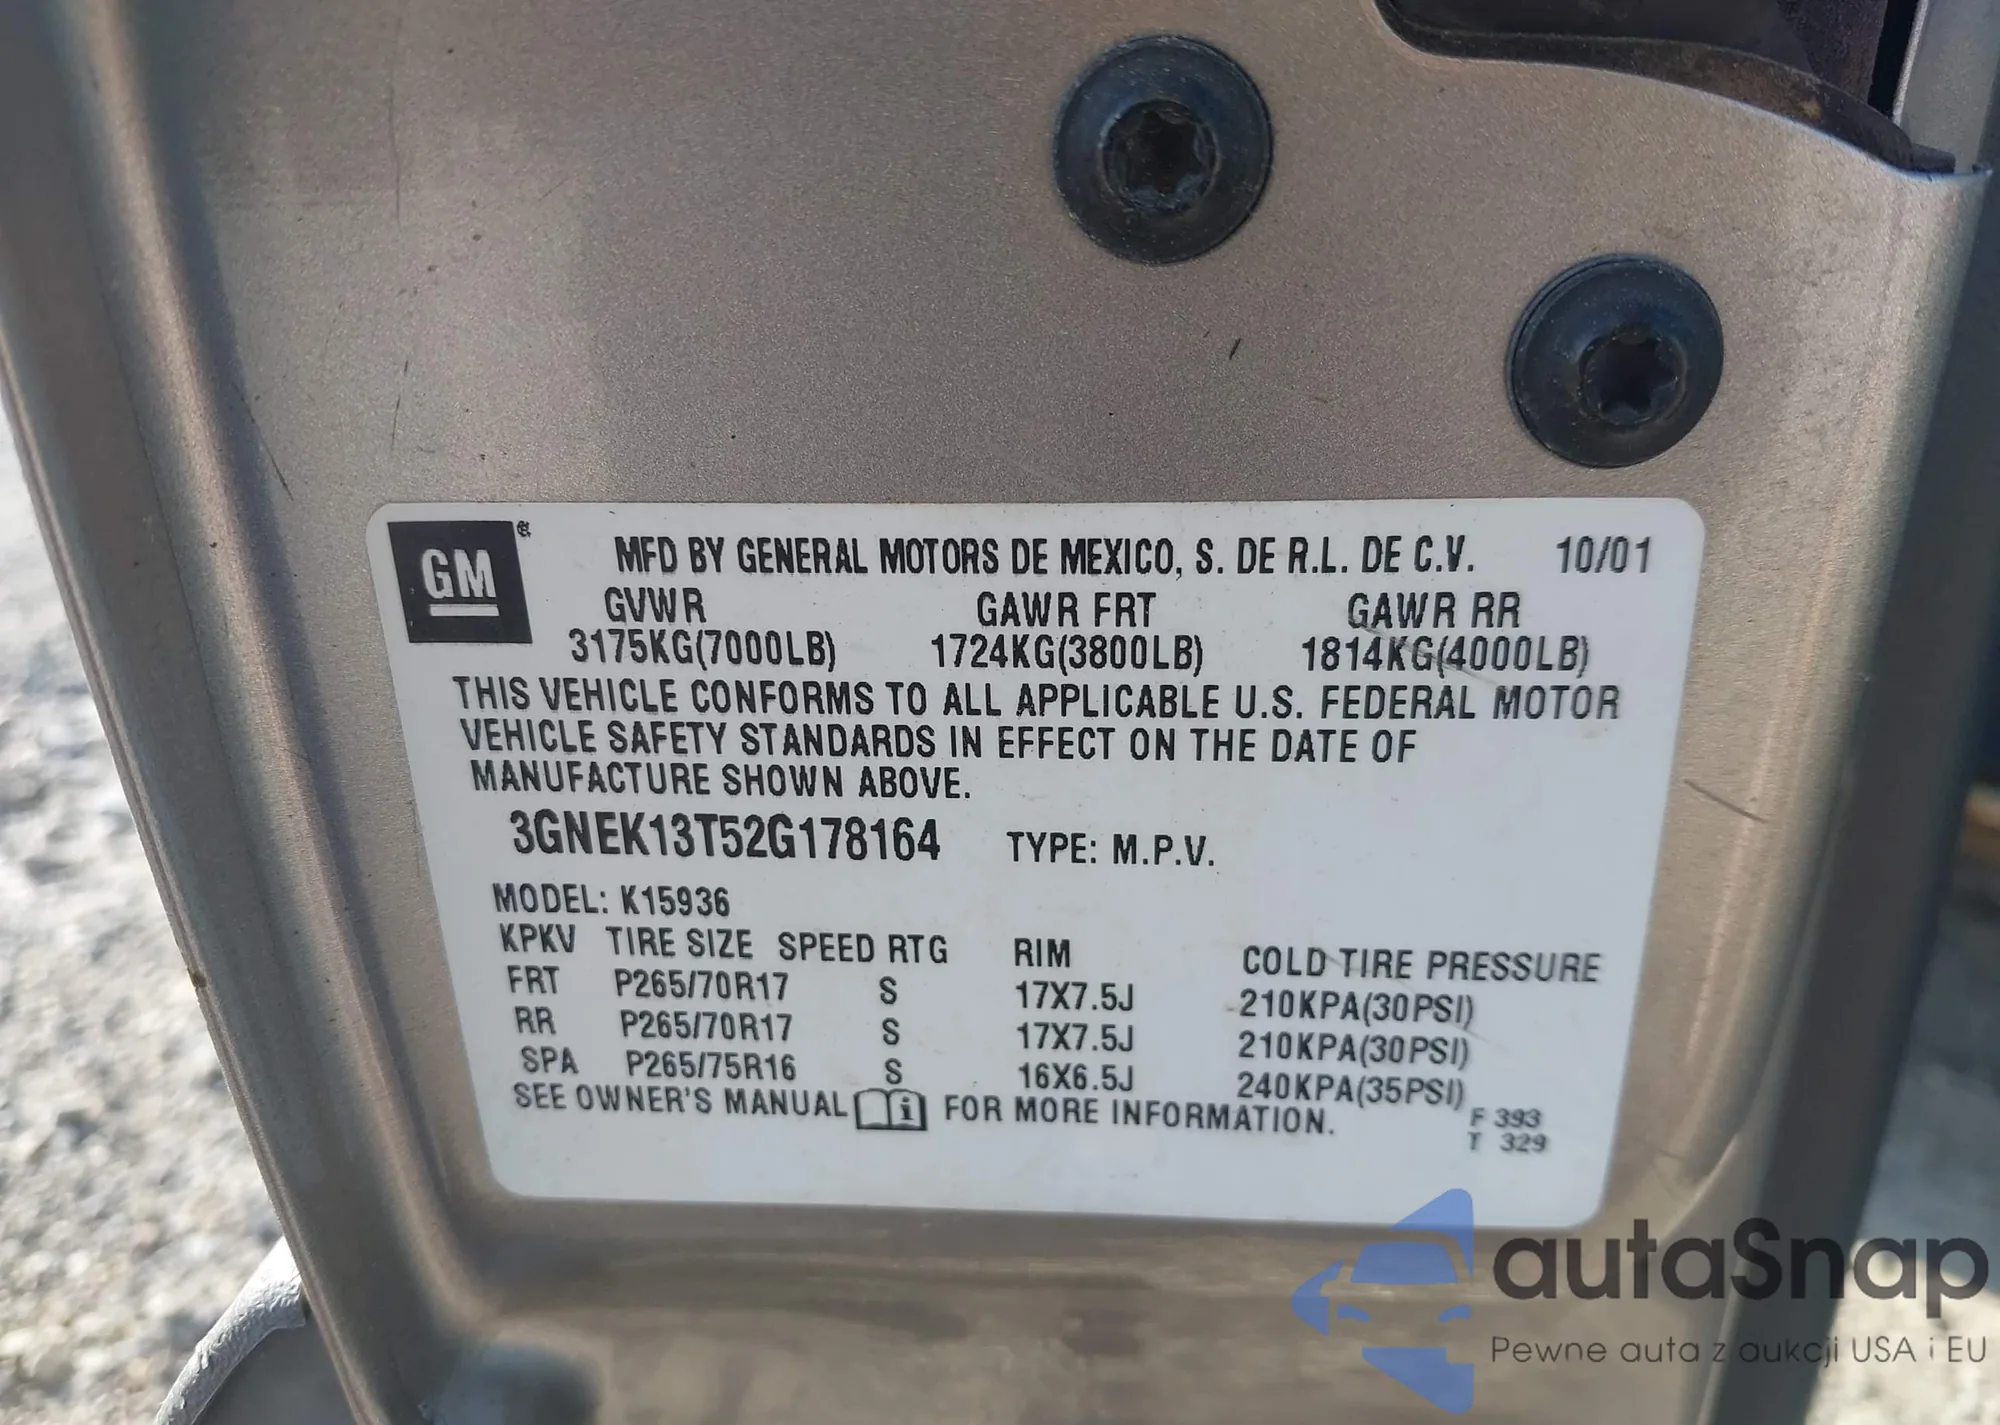 GM®
MFD BY GENERAL MOTORS DE MEXICO, S. DE R.L. DE C.V. 10/01
GVWR GAWR FRT GAWR RR
3175KG(7000LB) 1724KG(3800LB) 1814KG(4000LB)
THIS VEHICLE CONFORMS TO ALL APPLICABLE U.S. FEDERAL MOTOR
VEHICLE SAFETY STANDARDS IN EFFECT ON THE DATE OF
MANUFACTURE SHOWN ABOVE.
3GNEK13T52G178164 TYPE: M.P.V.
MODEL: K15936
KPKV TIRE SIZE SPEED RTG RIM COLD TIRE PRESSURE
FRT P265/70R17 S 17X7.5J 210KPA(30PSI)
RR P265/70R17 S 17X7.5J 210KPA(30PSI)
SPA P265/75R16 S 16X6.5J 240KPA(35PSI)
SEE OWNER'S MANUAL i FOR MORE INFORMATION.
F 393
T 329
autaSnap
Pewne auta z aukcji USA i EU